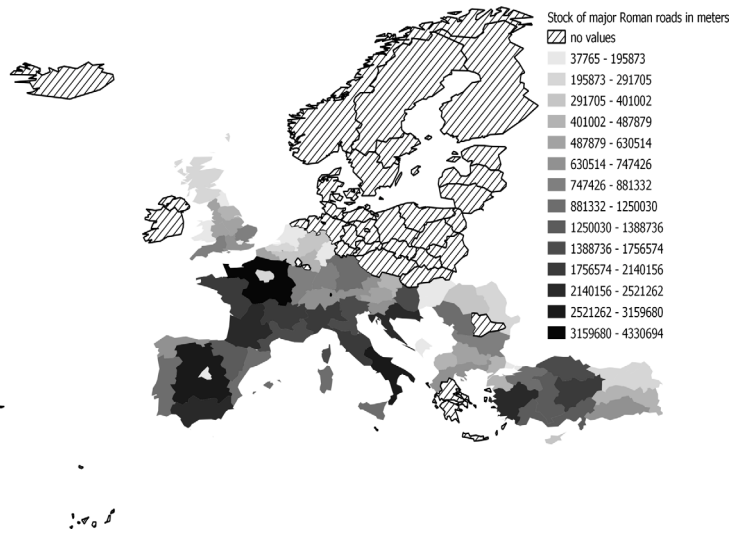 Stock of major Roman roads in meters
no values
37765 - 195873
195873 - 291705
291705 - 401002
401002 - 487879
487879 - 630514
630514 - 747426
747426 - 881332
881332 - 1250030
1250030 - 1388736
1388736 - 1756574
1756574 - 2140156
2140156 - 2521262
2521262 - 3159680
3159680 - 4330694